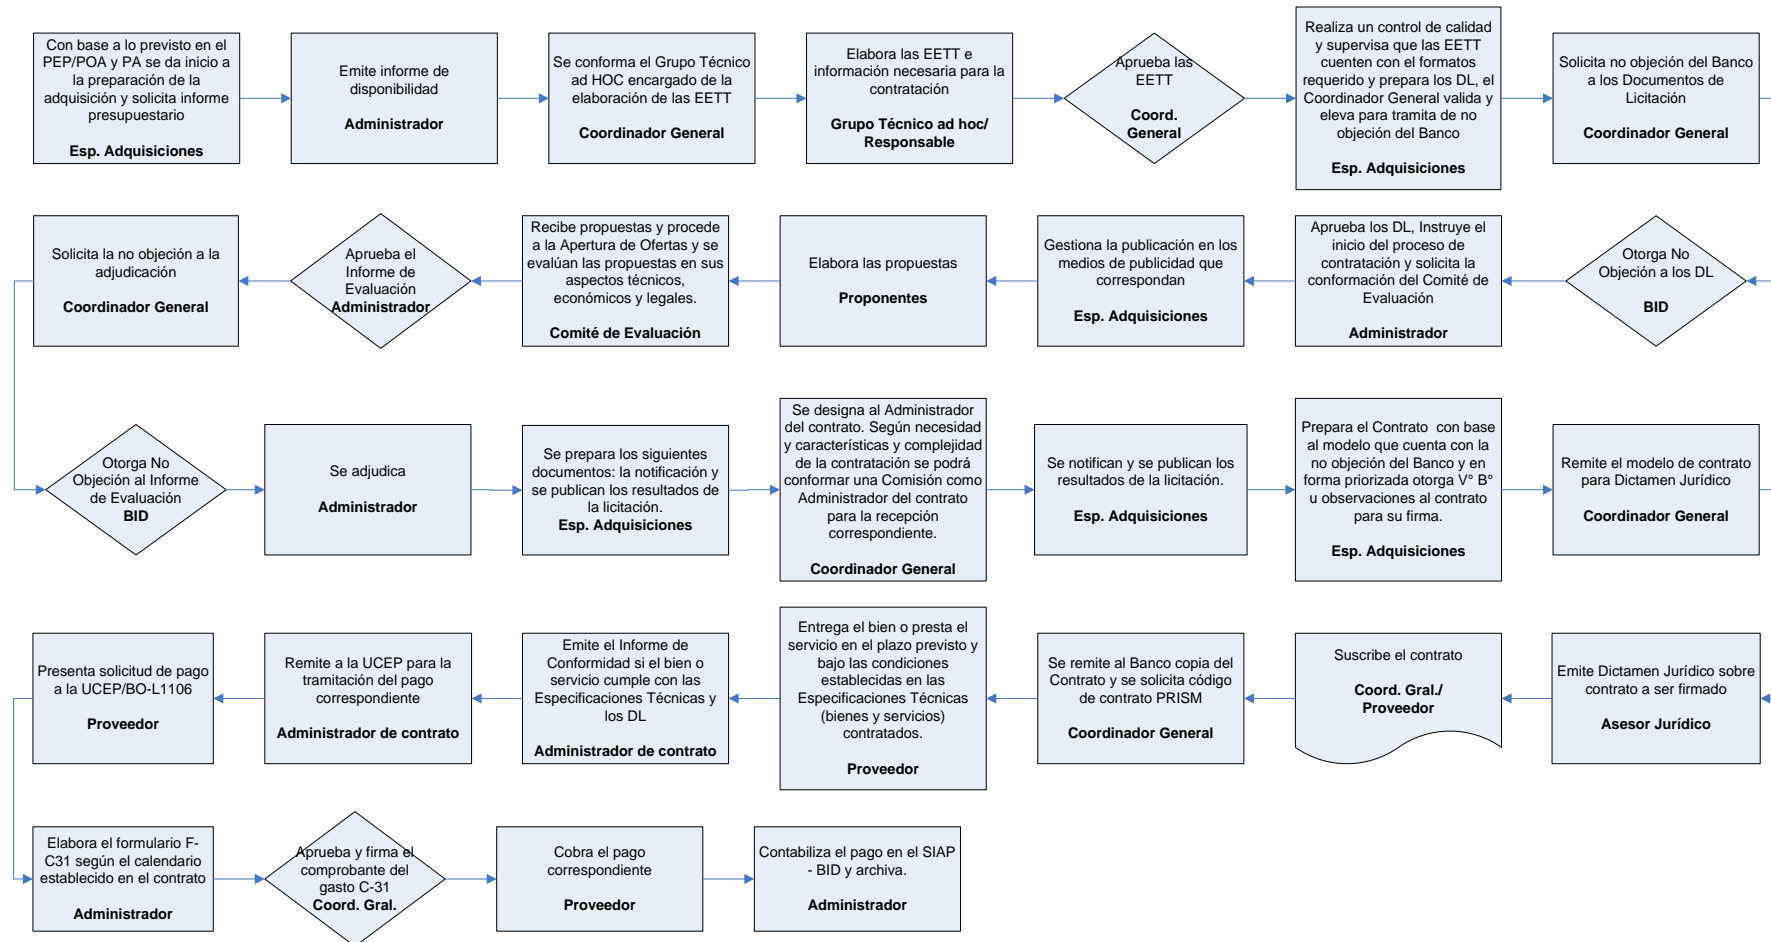 Con base a lo previsto en el
PEP/POA y PA se da inicio a
la preparación de la
adquisición y solicita informe
presupuestario
Esp. Adquisiciones
Emite informe de
disponibilidad
Administrador
Se conforma el Grupo Técnico
ad HOC encargado de la
elaboración de las EETT
Coordinador General
Elabora las EETT e
información necesaria para la
contratación
Grupo Técnico ad hoc/
Responsable
Aprueba las
EETT
Coord.
General
Realiza un control de calidad
y supervisa que las EETT
cuenten con el formatos
requerido y prepara los DL, el
Coordinador General valida y
eleva para tramita de no
objeción del Banco
Esp. Adquisiciones
Solicita no objeción del Banco
a los Documentos de
Licitación
Coordinador General
Solicita la no objeción a la
adjudicación
Coordinador General
Aprueba el
Informe de
Evaluación
Administrador
Recibe propuestas y procede
a la Apertura de Ofertas y se
evalúan las propuestas en sus
aspectos técnicos,
económicos y legales.
Comité de Evaluación
Elabora las propuestas
Proponentes
Gestiona la publicación en los
medios de publicidad que
correspondan
Esp. Adquisiciones
Aprueba los DL, Instruye el
inicio del proceso de
contratación y solicita la
conformación del Comité de
Evaluación
Administrador
Otorga No
Objeción a los DL
BID
Otorga No
Objeción al Informe
de Evaluación
BID
Se adjudica
Administrador
Se prepara los siguientes
documentos: la notificación y
se publican los resultados de
la licitación.
Esp. Adquisiciones
Se designa al Administrador
del contrato. Según necesidad
y características y complejidad
de la contratación se podrá
conformar una Comisión como
Administrador del contrato
para la recepción
correspondiente.
Coordinador General
Se notifican y se publican los
resultados de la licitación.
Esp. Adquisiciones
Prepara el Contrato con base
al modelo que cuenta con la
no objeción del Banco y en
forma priorizada otorga V° B°
u observaciones al contrato
para su firma.
Esp. Adquisiciones
Remite el modelo de contrato
para Dictamen Jurídico
Coordinador General
Presenta solicitud de pago
a la UCEP/BO-L1106
Proveedor
Remite a la UCEP para la
tramitación del pago
correspondiente
Administrador de contrato
Emite el Informe de
Conformidad si el bien o
servicio cumple con las
Especificaciones Técnicas y
los DL
Administrador de contrato
Entrega el bien o presta el
servicio en el plazo previsto y
bajo las condiciones
establecidas en las
Especificaciones Técnicas
(bienes y servicios)
contratados.
Proveedor
Se remite al Banco copia del
Contrato y se solicita código
de contrato PRISM
Coordinador General
Suscribe el contrato
Coord. Gral./
Proveedor
Emite Dictamen Jurídico sobre
contrato a ser firmado
Asesor Jurídico
Elabora el formulario F-
C31 según el calendario
establecido en el contrato
Administrador
Aprueba y firma el
comprobante del
gasto C-31
Coord. Gral.
Cobra el pago
correspondiente
Proveedor
Contabiliza el pago en el SIAP
- BID y archiva.
Administrador